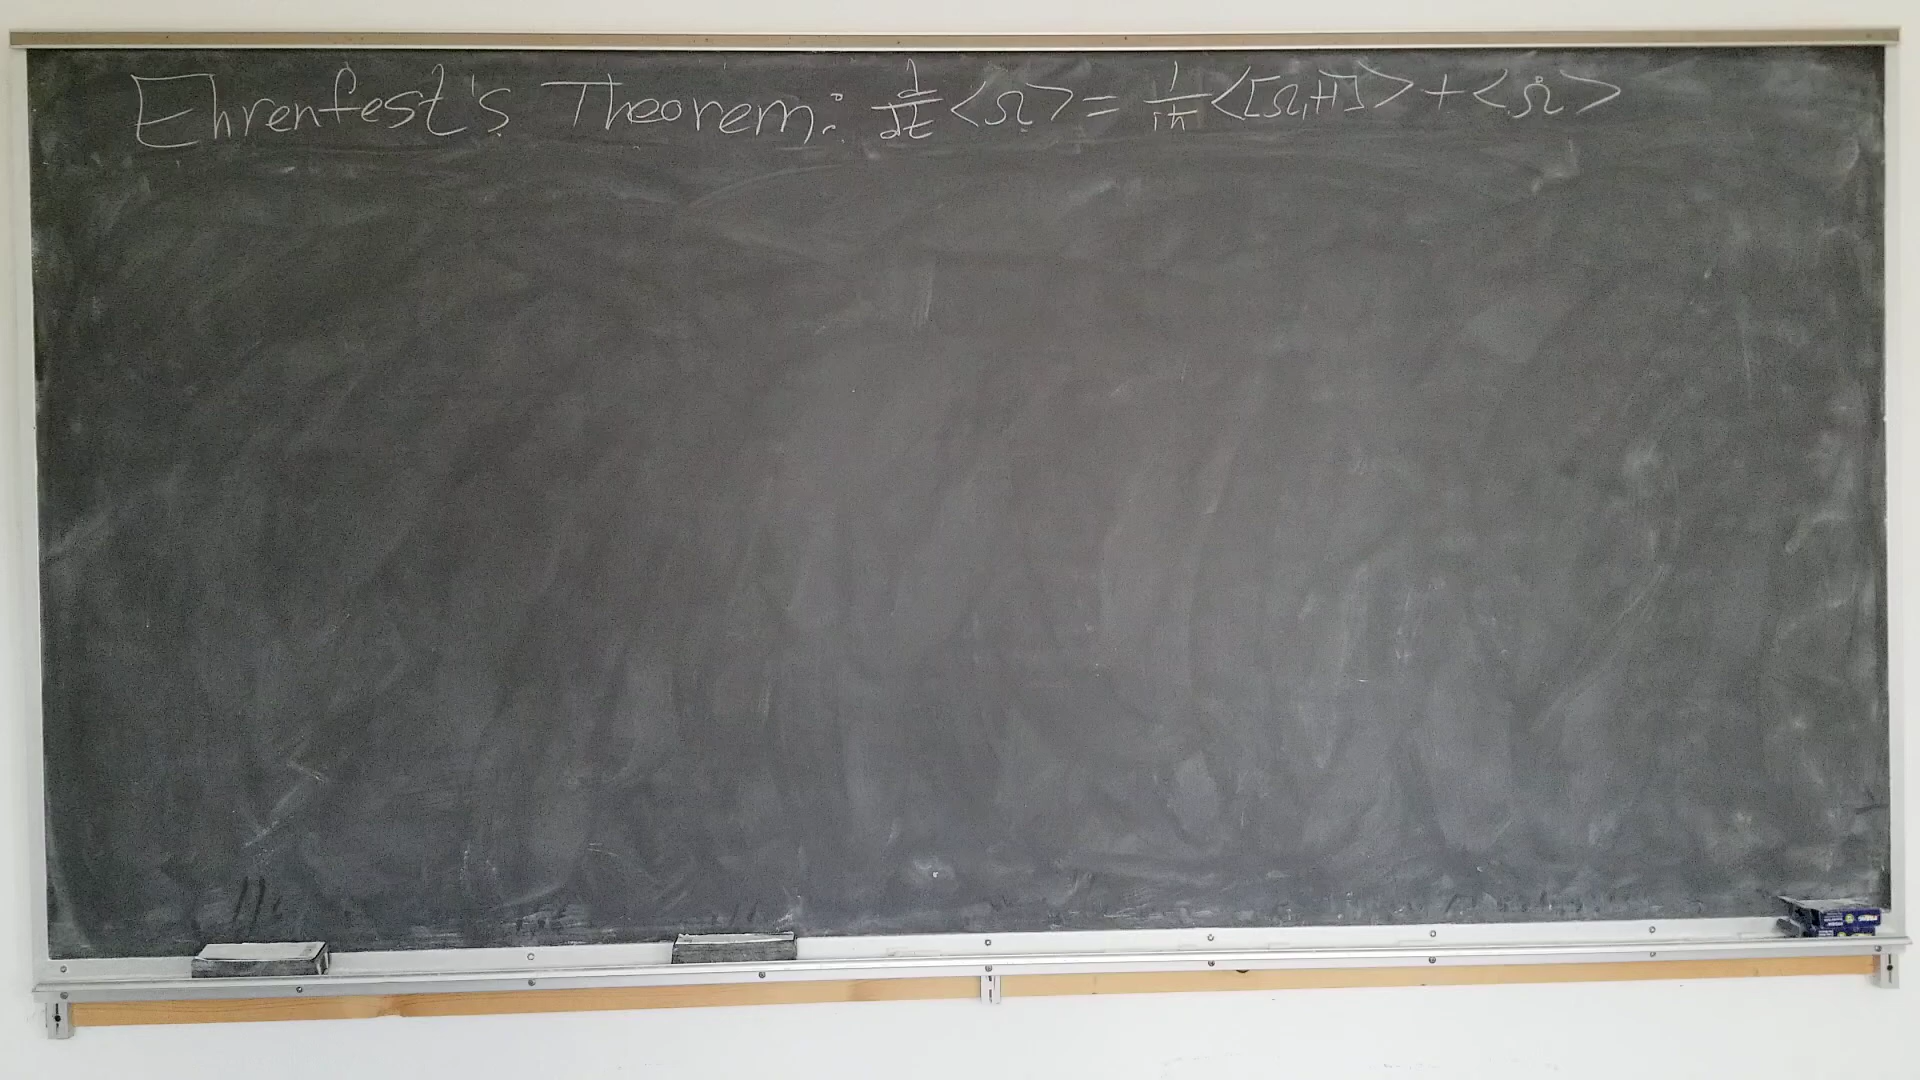 Ehrenfest's Theorem: d/dt <Ω> = 1/iħ <[Ω,H]> + <Ω̇>